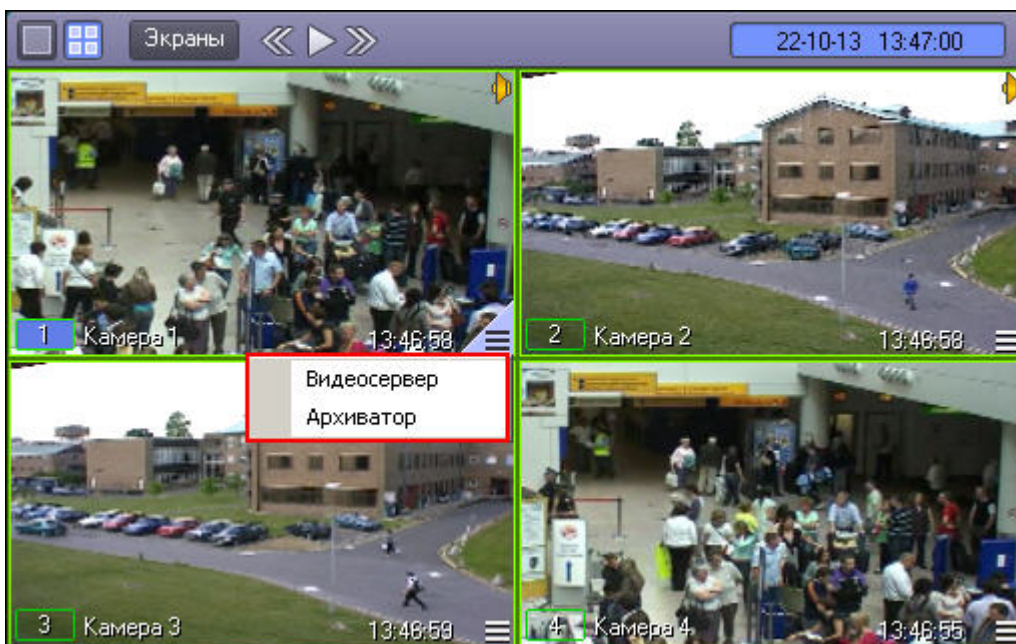 Экраны
22-10-13 13:47:00
1 Камера 1 13:46:58
2 Камера 2 13:46:58
Видеосервер
Архиватор
3 Камера 3 13:46:59
4 Камера 4 13:46:55